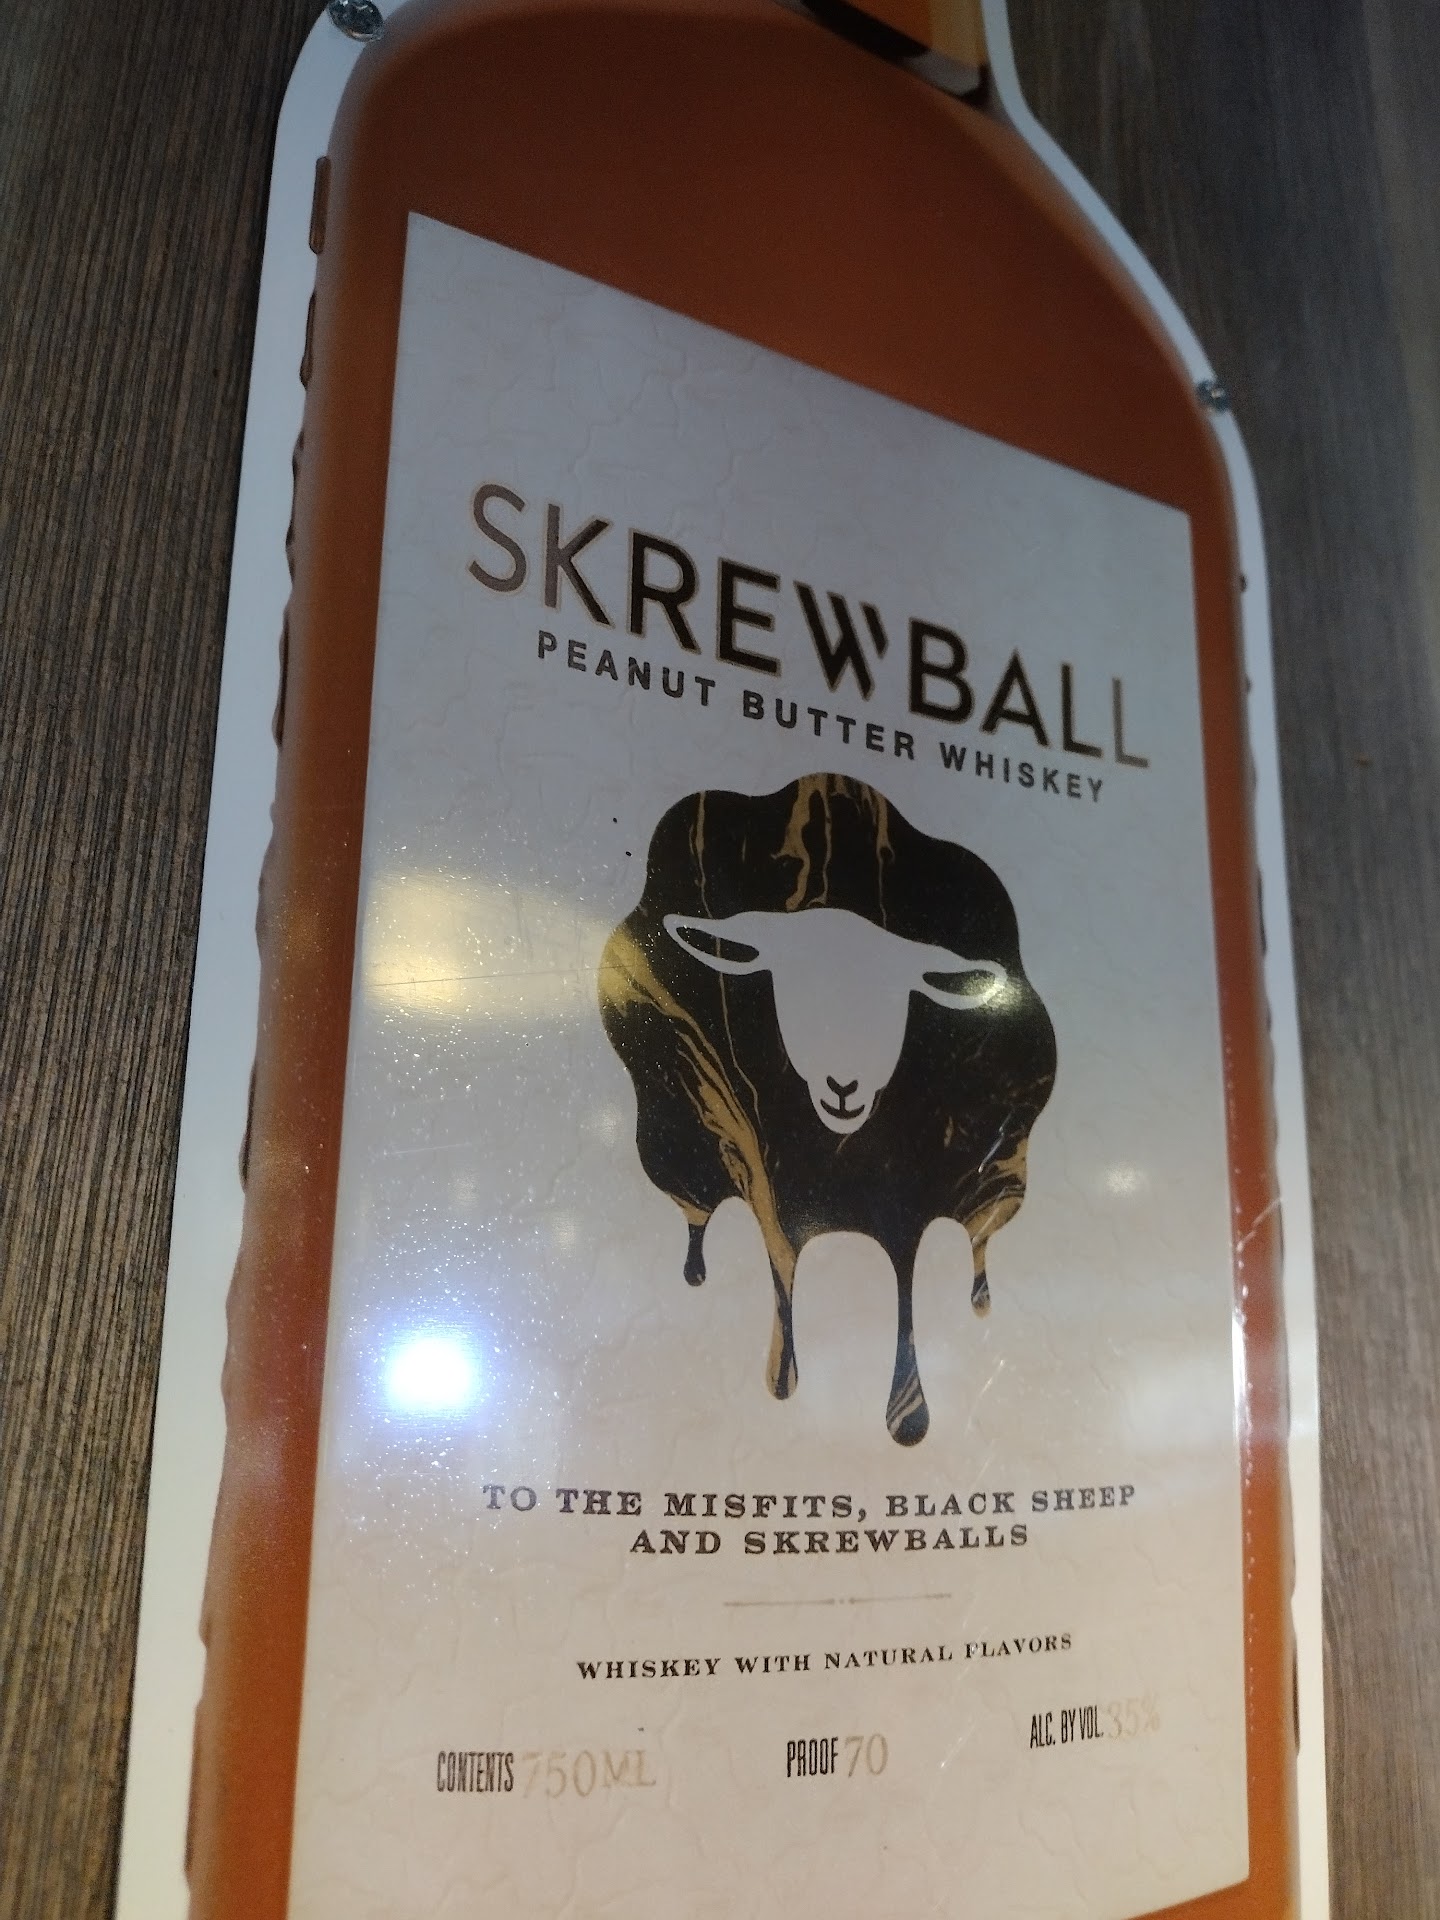 SKREWBALL
PEANUT BUTTER WHISKEY
TO THE MISFITS, BLACK SHEEP
AND SKREWBALLS
WHISKEY WITH NATURAL FLAVORS
CONTENTS 750ML PROOF 70 ALC. BY VOL. 35%